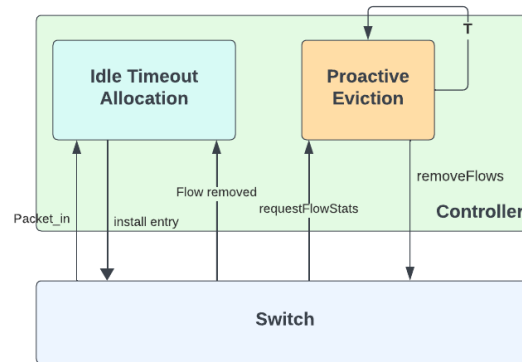 T
Idle Timeout
Allocation
Proactive
Eviction
removeFlows
Flow removed
requestFlowStats
Packet_in
install entry
Controller
Switch